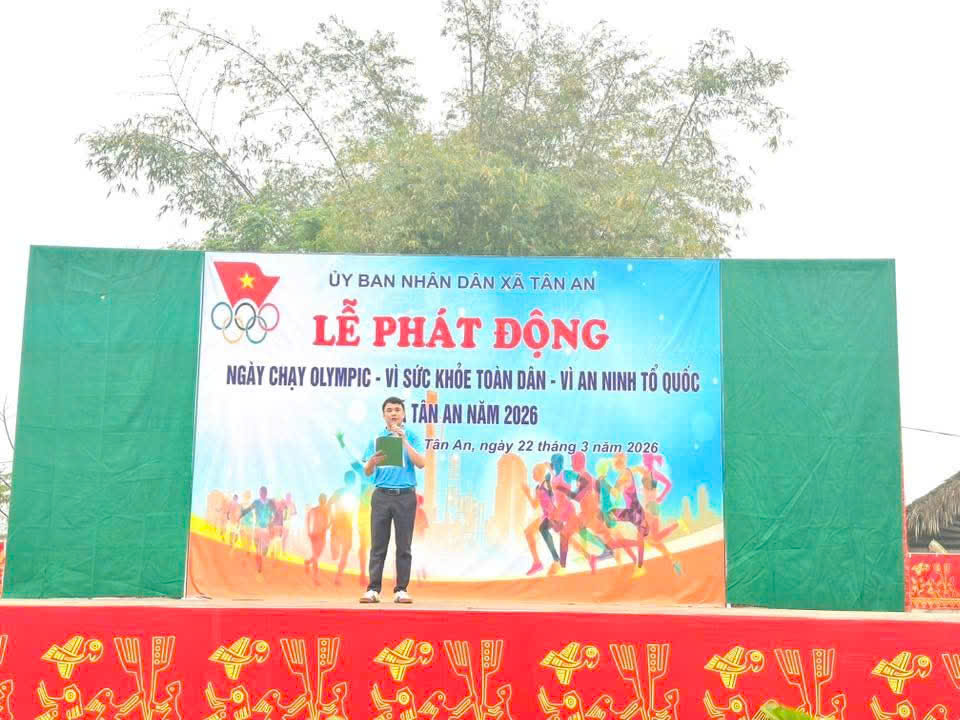 ỦY BAN NHÂN DÂN XÃ TÂN AN
LỄ PHÁT ĐỘNG
NGÀY CHẠY OLYMPIC - VÌ SỨC KHỎE TOÀN DÂN - VÌ AN NINH TỔ QUỐC
TÂN AN NĂM 2026
Tân An, ngày 22 tháng 3 năm 2026